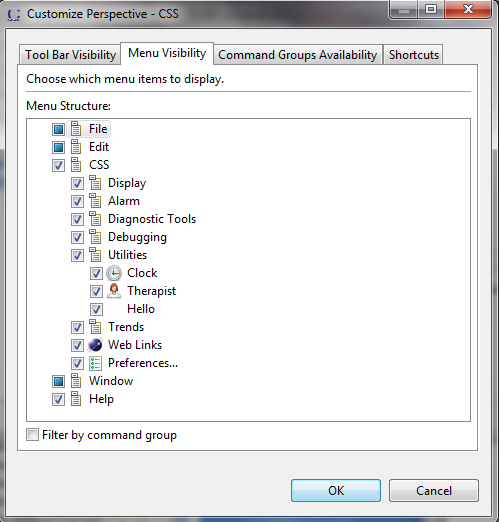 Customize Perspective - CSS
Tool Bar Visibility Menu Visibility Command Groups Availability Shortcuts
Choose which menu items to display.
Menu Structure:
File
Edit
CSS
Display
Alarm
Diagnostic Tools
Debugging
Utilities
Clock
Therapist
Hello
Trends
Web Links
Preferences...
Window
Help
Filter by command group
OK Cancel